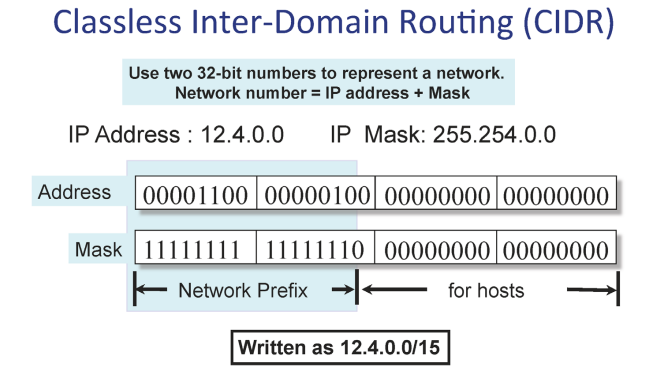 Classless Inter-Domain Routing (CIDR)
Use two 32-bit numbers to represent a network.
Network number = IP address + Mask
IP Address : 12.4.0.0 IP Mask: 255.254.0.0
Address 00001100 00000100 00000000 00000000
Mask 11111111 11111110 00000000 00000000
Network Prefix for hosts
Written as 12.4.0.0/15